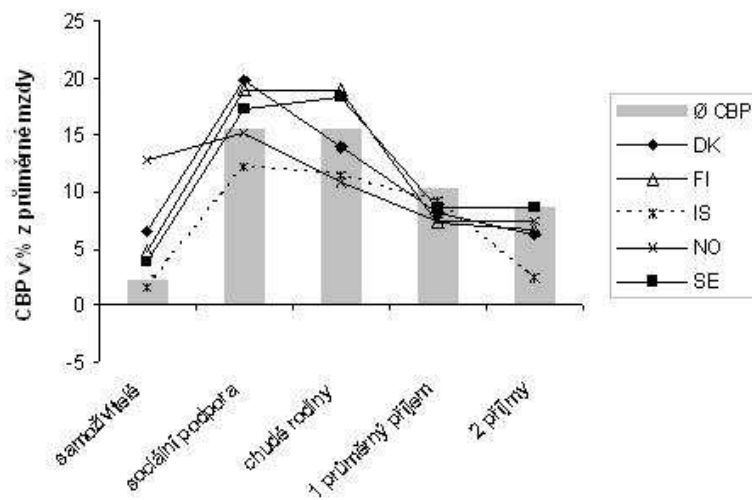 CBP v % z průměrné mzdy
25
20
15
10
5
0
-5
samoživitelé
sociální podpora
chudé rodiny
1 průměrný příjem
2 příjmy
Ø CBP
DK
FI
IS
NO
SE